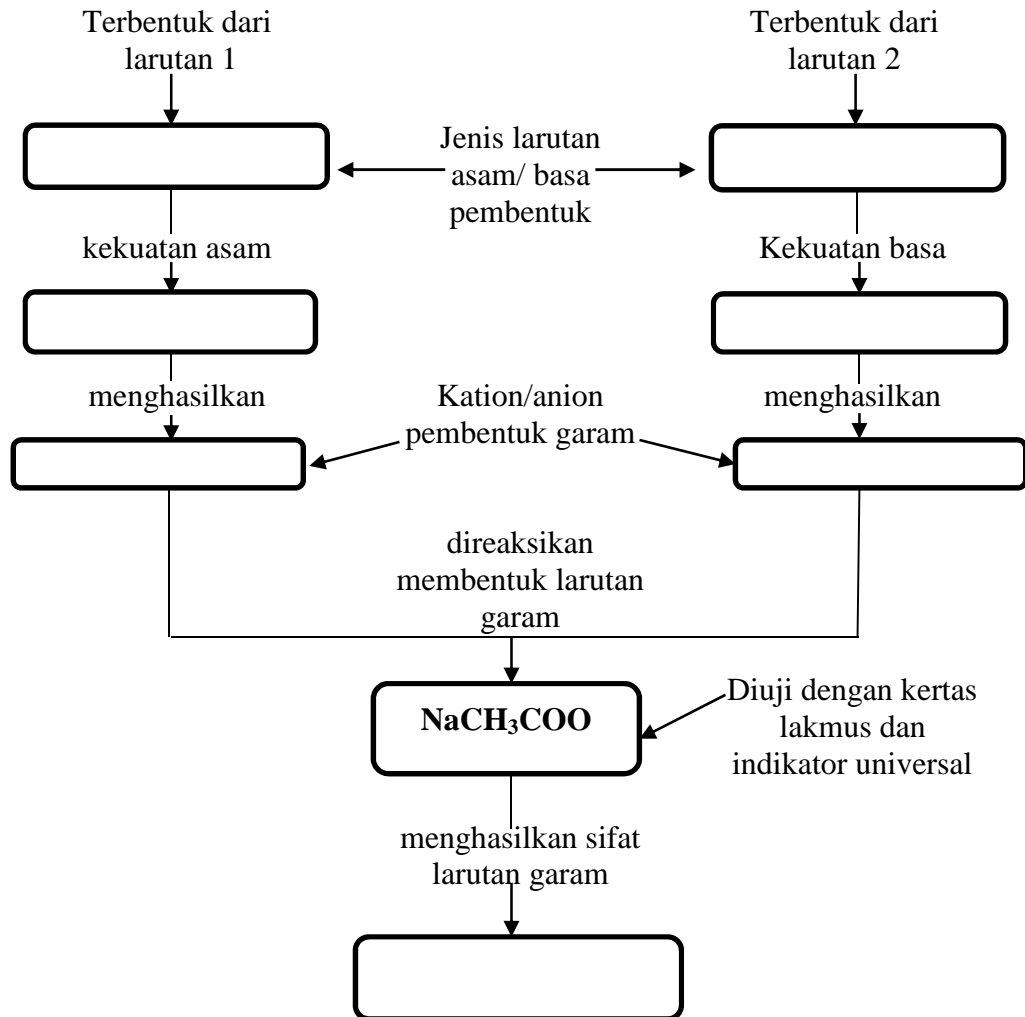 Terbentuk dari
larutan 1
Terbentuk dari
larutan 2
Jenis larutan
asam/ basa
pembentuk
kekuatan asam
Kekuatan basa
menghasilkan
Kation/anion
pembentuk garam
menghasilkan
direaksikan
membentuk larutan
garam
NaCH₃COO
Diuji dengan kertas
lakmus dan
indikator universal
menghasilkan sifat
larutan garam